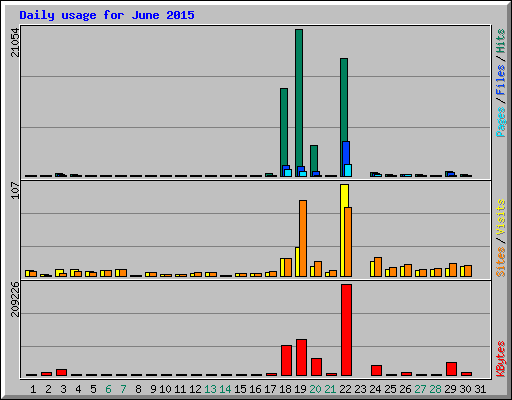 Daily usage for June 2015
21054
Pages / Files / Hits
107
Sites / Visits
209226
KBytes
1 2 3 4 5 6 7 8 9 10 11 12 13 14 15 16 17 18 19 20 21 22 23 24 25 26 27 28 29 30 31